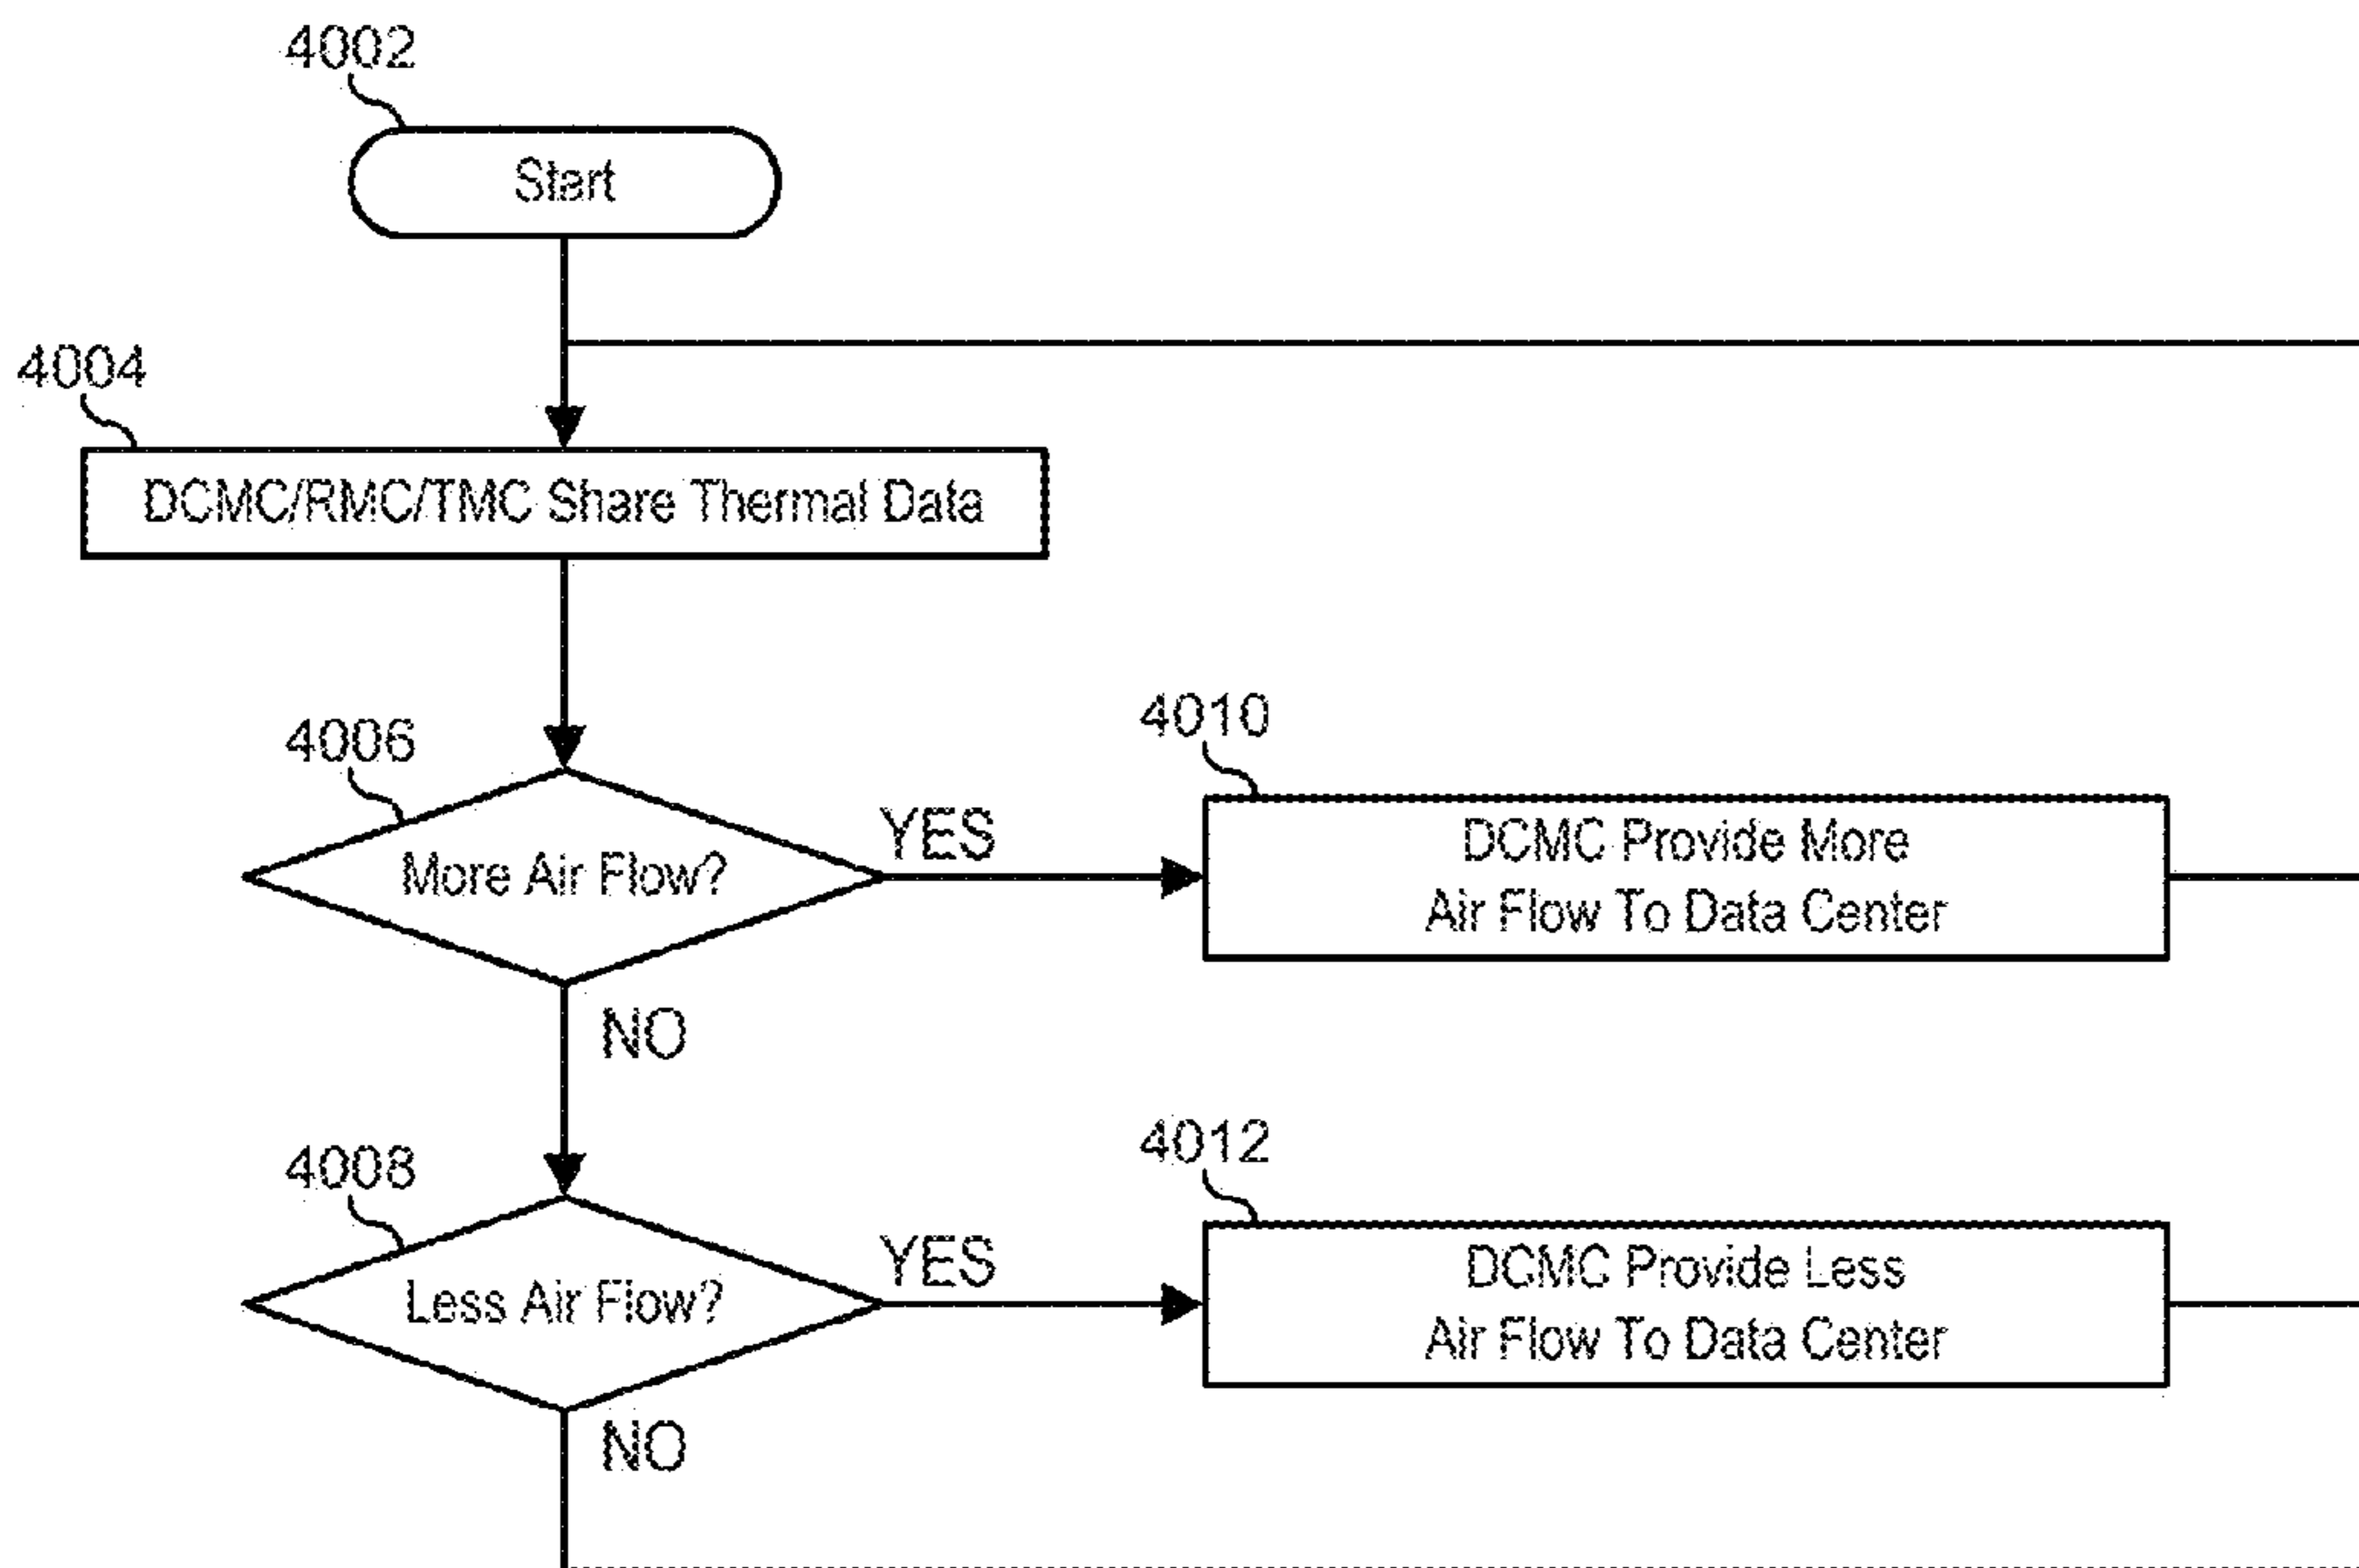 4002
Start
4004
DCMC/RMC/TMC Share Thermal Data
4006
More Air Flow?
YES
4010
DCMC Provide More
Air Flow To Data Center
NO
4008
Less Air Flow?
YES
4012
DCMC Provide Less
Air Flow To Data Center
NO